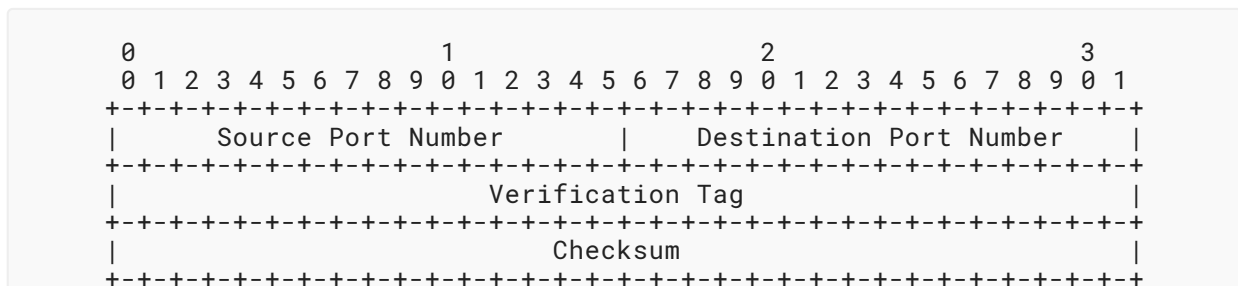 0                   1                   2                   3
 0 1 2 3 4 5 6 7 8 9 0 1 2 3 4 5 6 7 8 9 0 1 2 3 4 5 6 7 8 9 0 1
+-+-+-+-+-+-+-+-+-+-+-+-+-+-+-+-+-+-+-+-+-+-+-+-+-+-+-+-+-+-+-+-+
|      Source Port Number       |    Destination Port Number    |
+-+-+-+-+-+-+-+-+-+-+-+-+-+-+-+-+-+-+-+-+-+-+-+-+-+-+-+-+-+-+-+-+
|                       Verification Tag                        |
+-+-+-+-+-+-+-+-+-+-+-+-+-+-+-+-+-+-+-+-+-+-+-+-+-+-+-+-+-+-+-+-+
|                           Checksum                            |
+-+-+-+-+-+-+-+-+-+-+-+-+-+-+-+-+-+-+-+-+-+-+-+-+-+-+-+-+-+-+-+-+